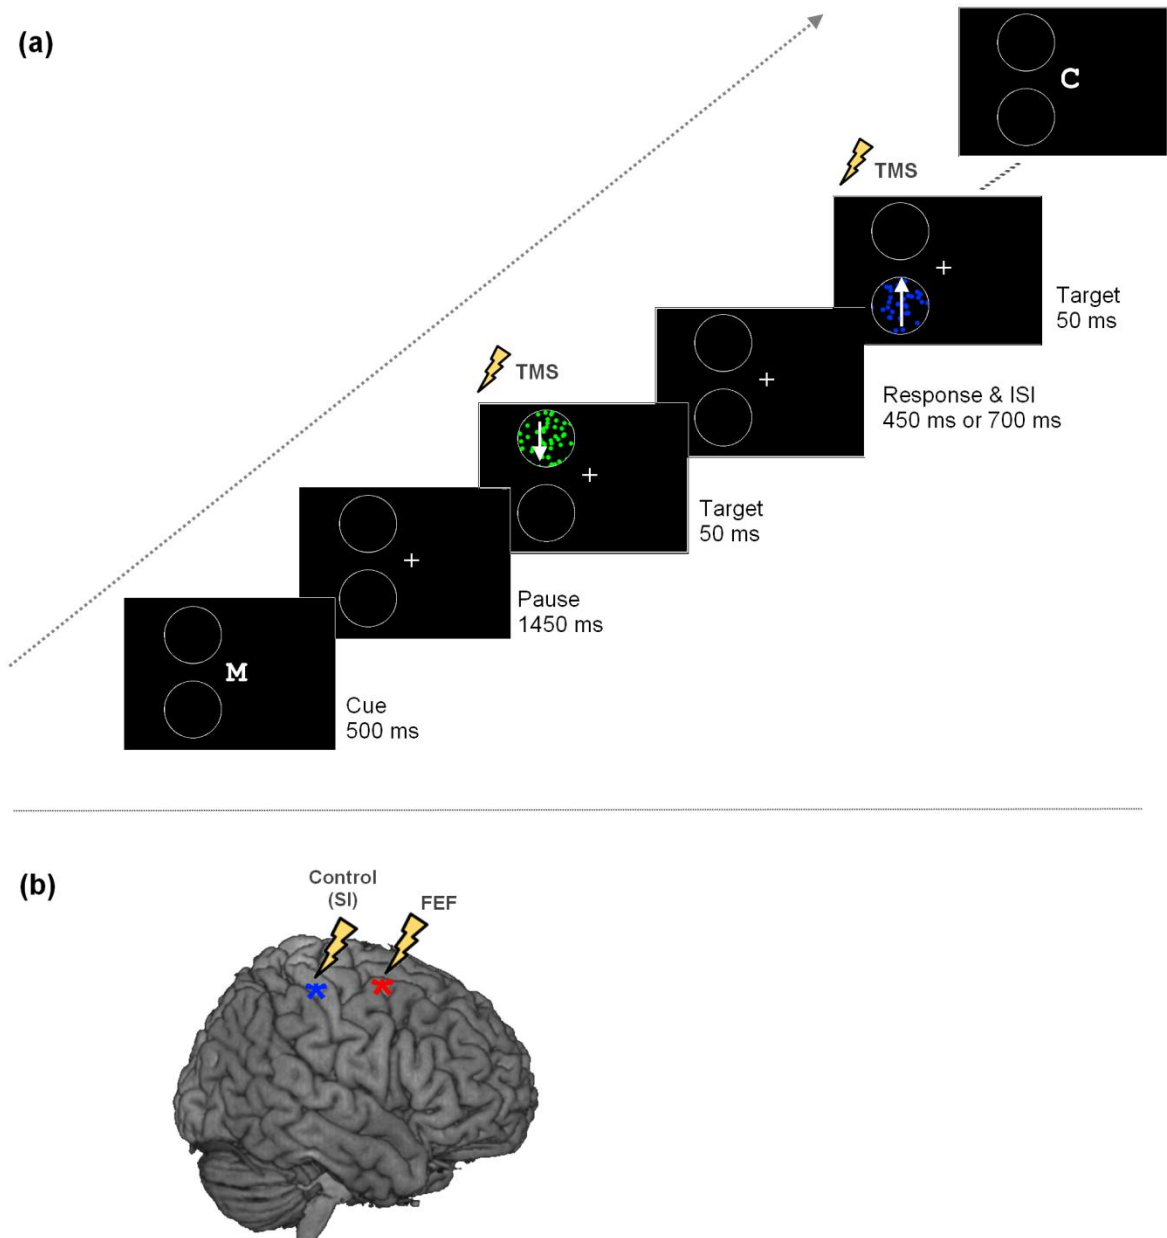 (a)
C
TMS
Target
50 ms
Response & ISI
450 ms or 700 ms
TMS
Target
50 ms
Pause
1450 ms
M
Cue
500 ms
(b)
Control
(SI)
FEF